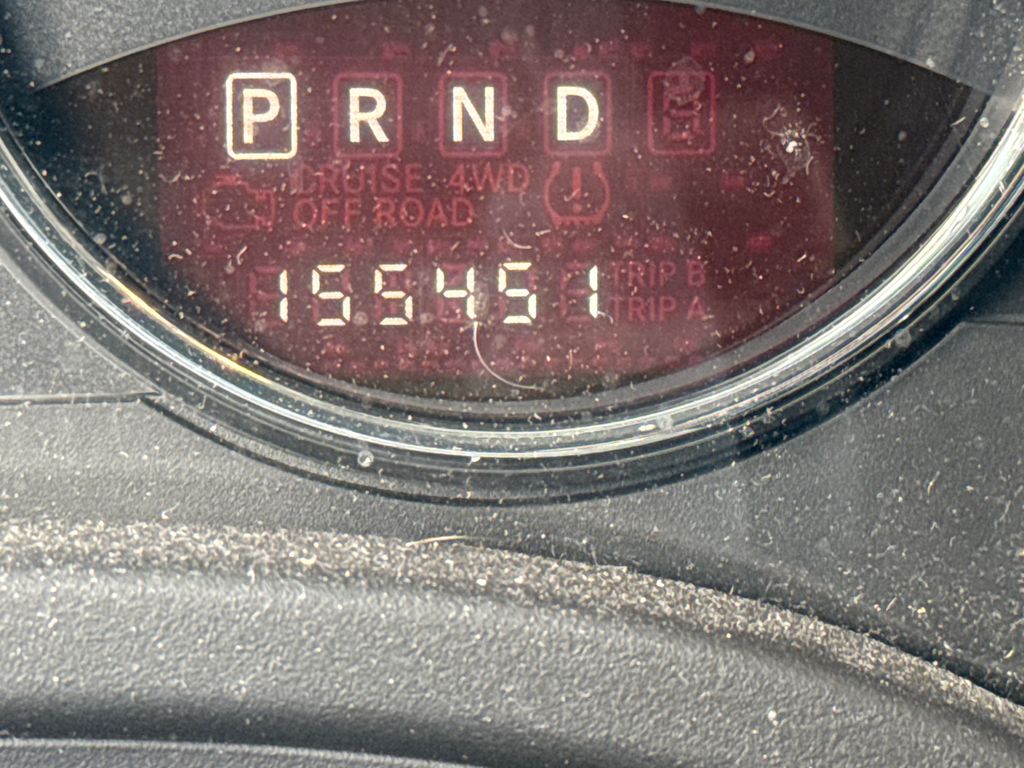 P R N D
CRUISE 4WD
OFF ROAD
155451 TRIP B
TRIP A